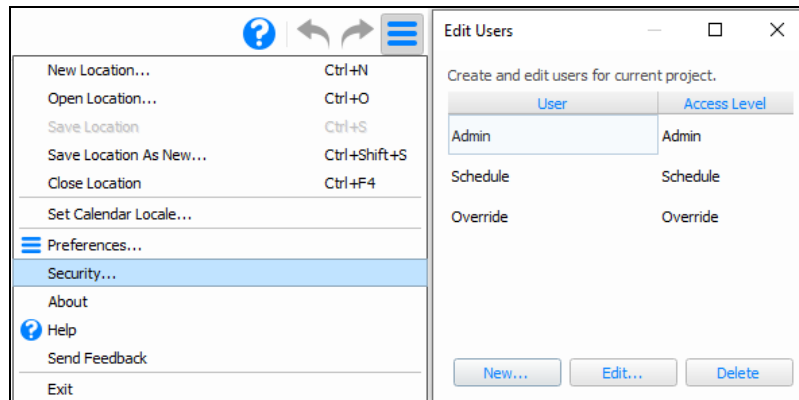 New Location... Ctrl+N
Open Location... Ctrl+O
Save Location Ctrl+S
Save Location As New... Ctrl+Shift+S
Close Location Ctrl+F4
Set Calendar Locale...
Preferences...
Security...
About
? Help
Send Feedback
Exit
Edit Users
Create and edit users for current project.
User Access Level
Admin Admin
Schedule Schedule
Override Override
New... Edit... Delete